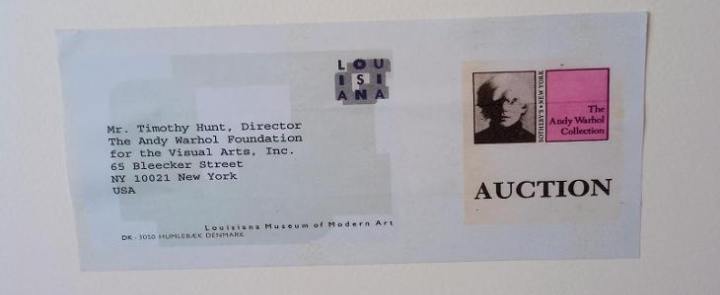 LOU
ISI
ANA
Mr. Timothy Hunt, Director
The Andy Warhol Foundation
for the Visual Arts, Inc.
65 Bleecker Street
NY 10021 New York
USA
Louisiana Museum of Modern Art
DK - 3050 HUMLEBÆK DENMARK
SOTHEBY'S • NEW YORK
The
Andy Warhol
Collection
AUCTION